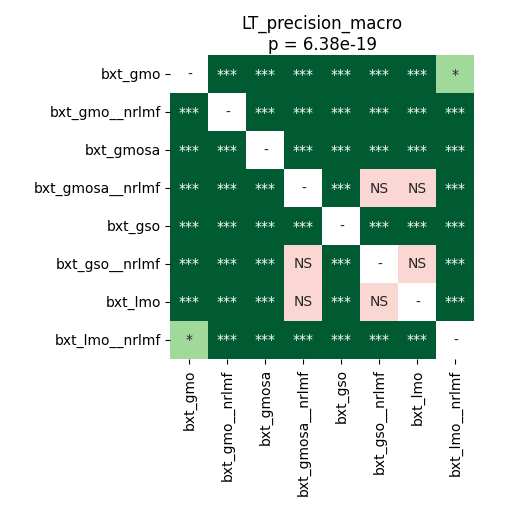 LT_precision_macro
p = 6.38e-19
bxt_gmo - *** *** *** *** *** *** *
bxt_gmo__nrlmf *** - *** *** *** *** *** ***
bxt_gmosa *** *** - *** *** *** *** ***
bxt_gmosa__nrlmf *** *** *** - *** NS NS ***
bxt_gso *** *** *** *** - *** *** ***
bxt_gso__nrlmf *** *** *** NS *** - NS ***
bxt_lmo *** *** *** NS *** NS - ***
bxt_lmo__nrlmf * *** *** *** *** *** *** -
bxt_gmo
bxt_gmo__nrlmf
bxt_gmosa
bxt_gmosa__nrlmf
bxt_gso
bxt_gso__nrlmf
bxt_lmo
bxt_lmo__nrlmf